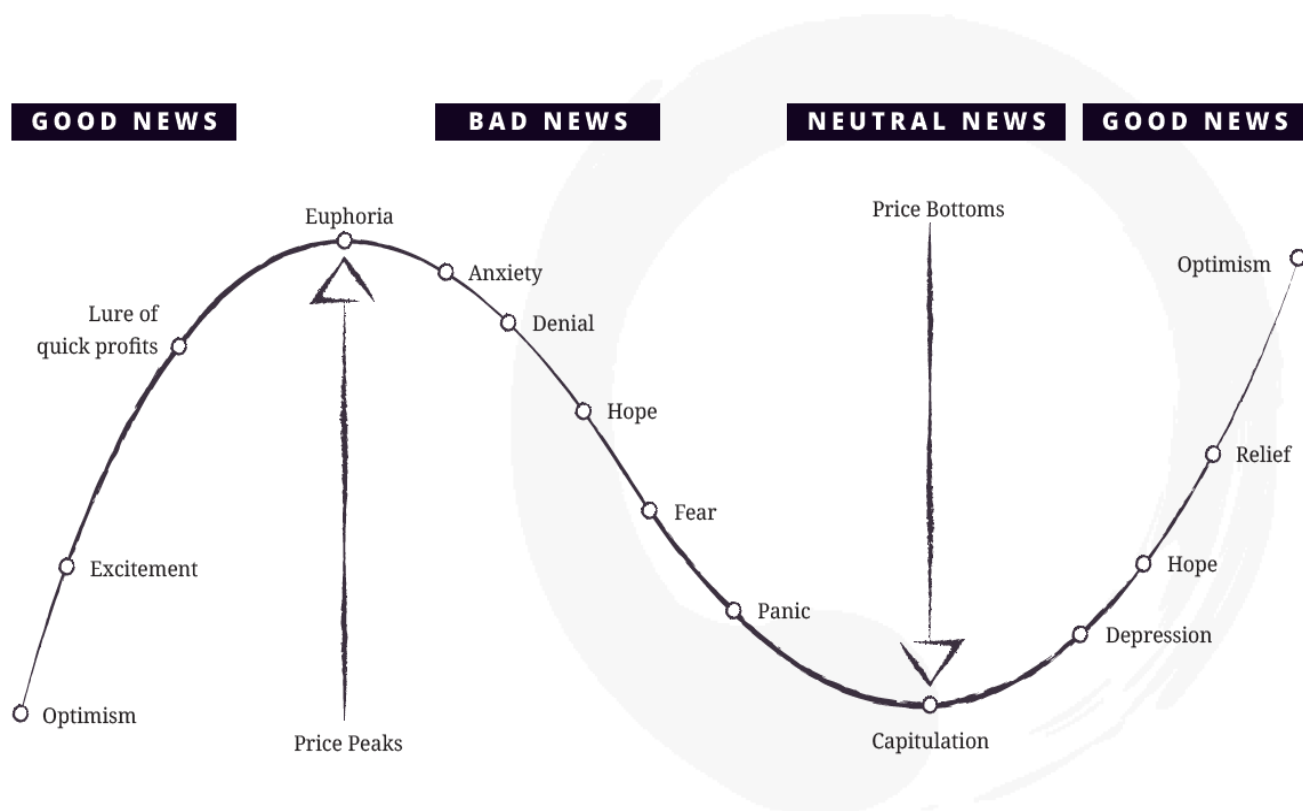 GOOD NEWS
BAD NEWS
NEUTRAL NEWS
GOOD NEWS
Euphoria
Price Bottoms
Anxiety
Optimism
Lure of
quick profits
Denial
Hope
Relief
Fear
Excitement
Hope
Panic
Depression
Optimism
Price Peaks
Capitulation